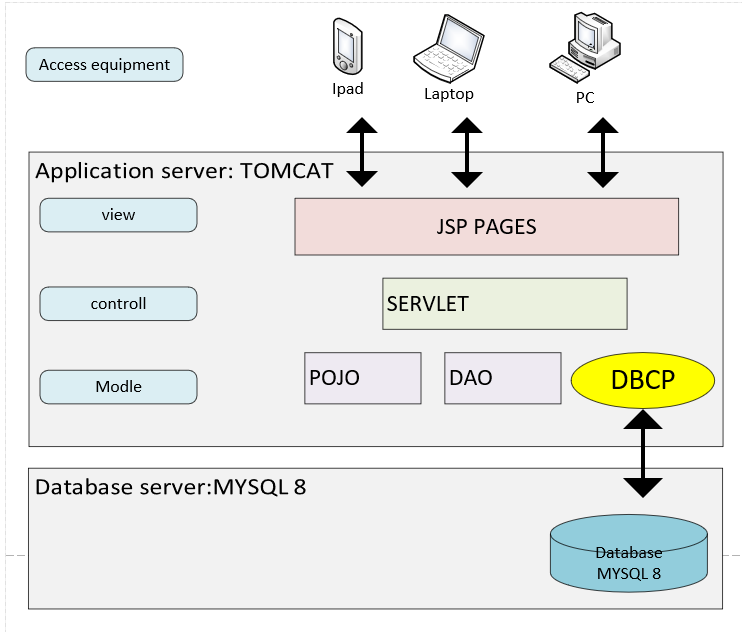 Access equipment
Ipad
Laptop
PC
Application server: TOMCAT
view
JSP PAGES
controll
SERVLET
Modle
POJO
DAO
DBCP
Database server:MYSQL 8
Database
MYSQL 8